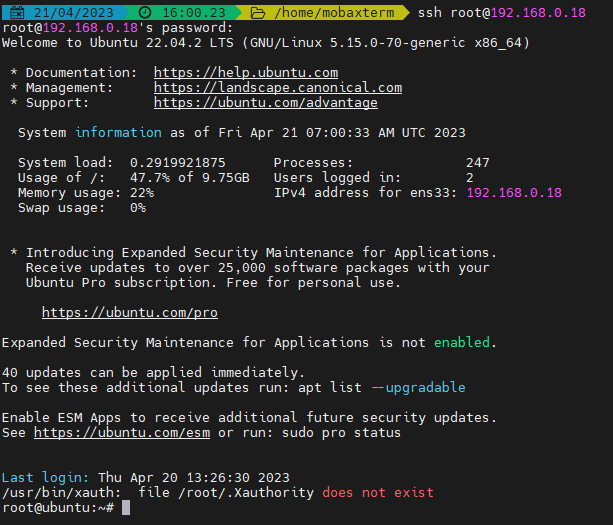 21/04/2023 16:00.23 /home/mobaxterm ssh root@192.168.0.18
root@192.168.0.18's password:
Welcome to Ubuntu 22.04.2 LTS (GNU/Linux 5.15.0-70-generic x86_64)
* Documentation: https://help.ubuntu.com
* Management: https://landscape.canonical.com
* Support: https://ubuntu.com/advantage
System information as of Fri Apr 21 07:00:33 AM UTC 2023
System load: 0.2919921875 Processes: 247
Usage of /: 47.7% of 9.75GB Users logged in: 2
Memory usage: 22% IPv4 address for ens33: 192.168.0.18
Swap usage: 0%
* Introducing Expanded Security Maintenance for Applications.
Receive updates to over 25,000 software packages with your
Ubuntu Pro subscription. Free for personal use.
https://ubuntu.com/pro
Expanded Security Maintenance for Applications is not enabled.
40 updates can be applied immediately.
To see these additional updates run: apt list --upgradable
Enable ESM Apps to receive additional future security updates.
See https://ubuntu.com/esm or run: sudo pro status
Last login: Thu Apr 20 13:26:30 2023
/usr/bin/xauth: file /root/.Xauthority does not exist
root@ubuntu:~#